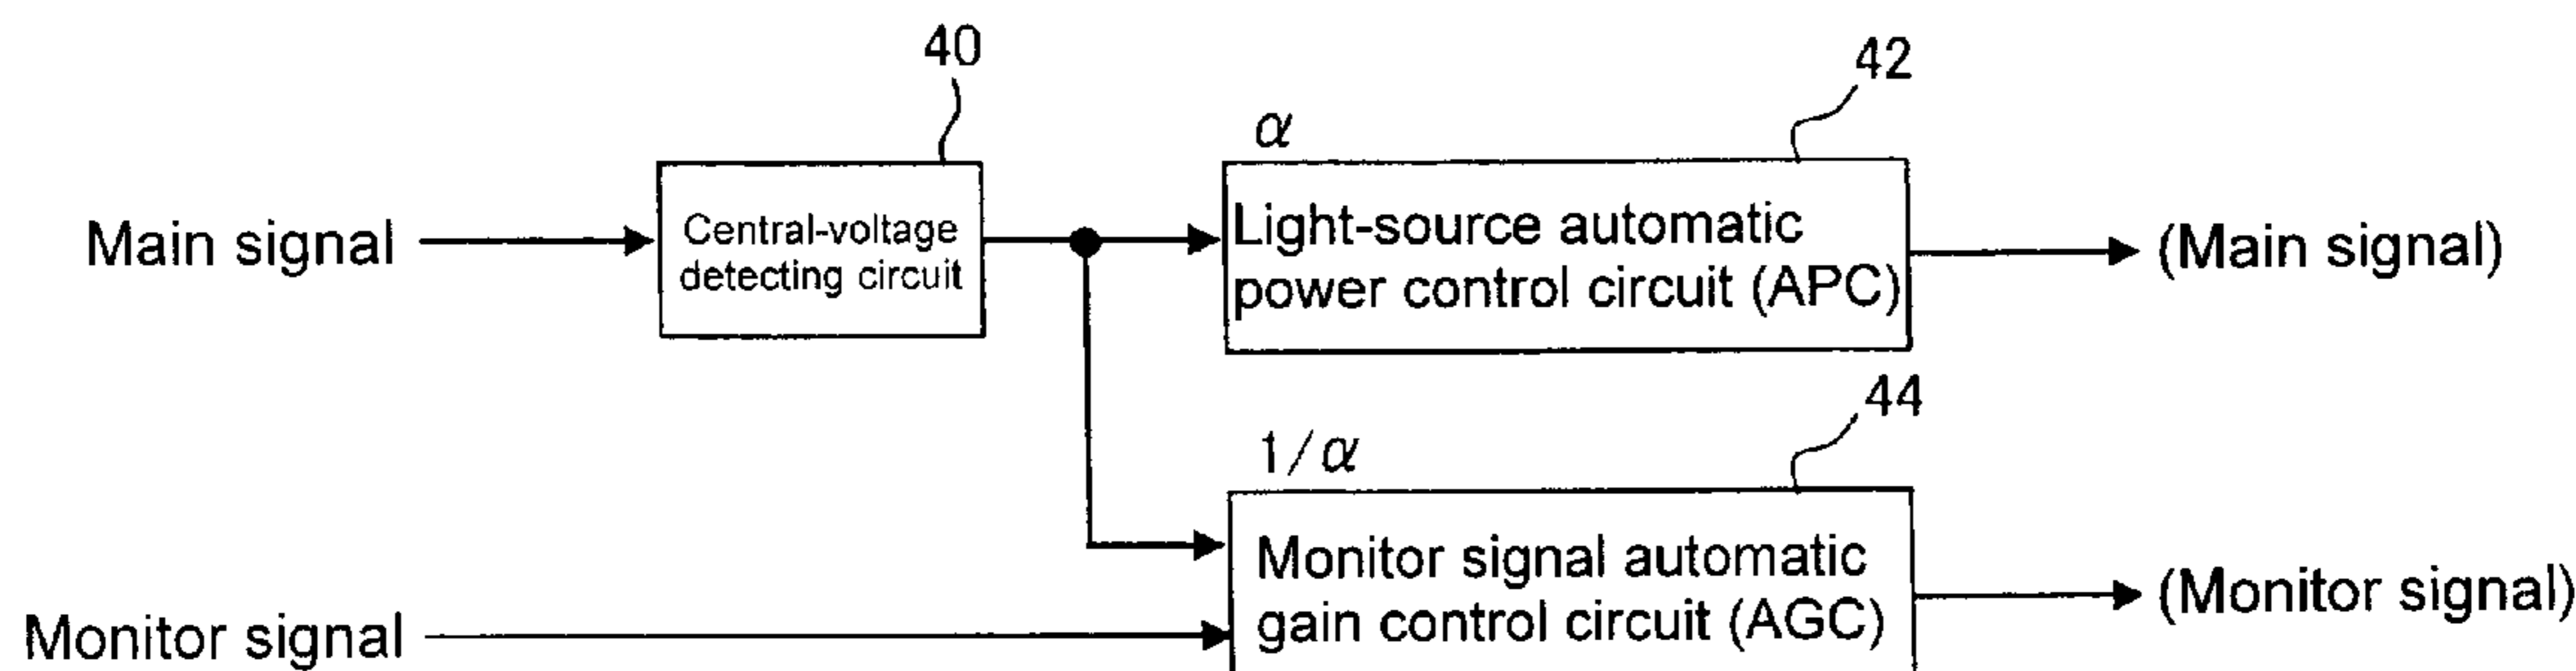 40
42
α
Main signal
Central-voltage
detecting circuit
Light-source automatic
power control circuit (APC)
(Main signal)
44
1/α
Monitor signal
Monitor signal automatic
gain control circuit (AGC)
(Monitor signal)